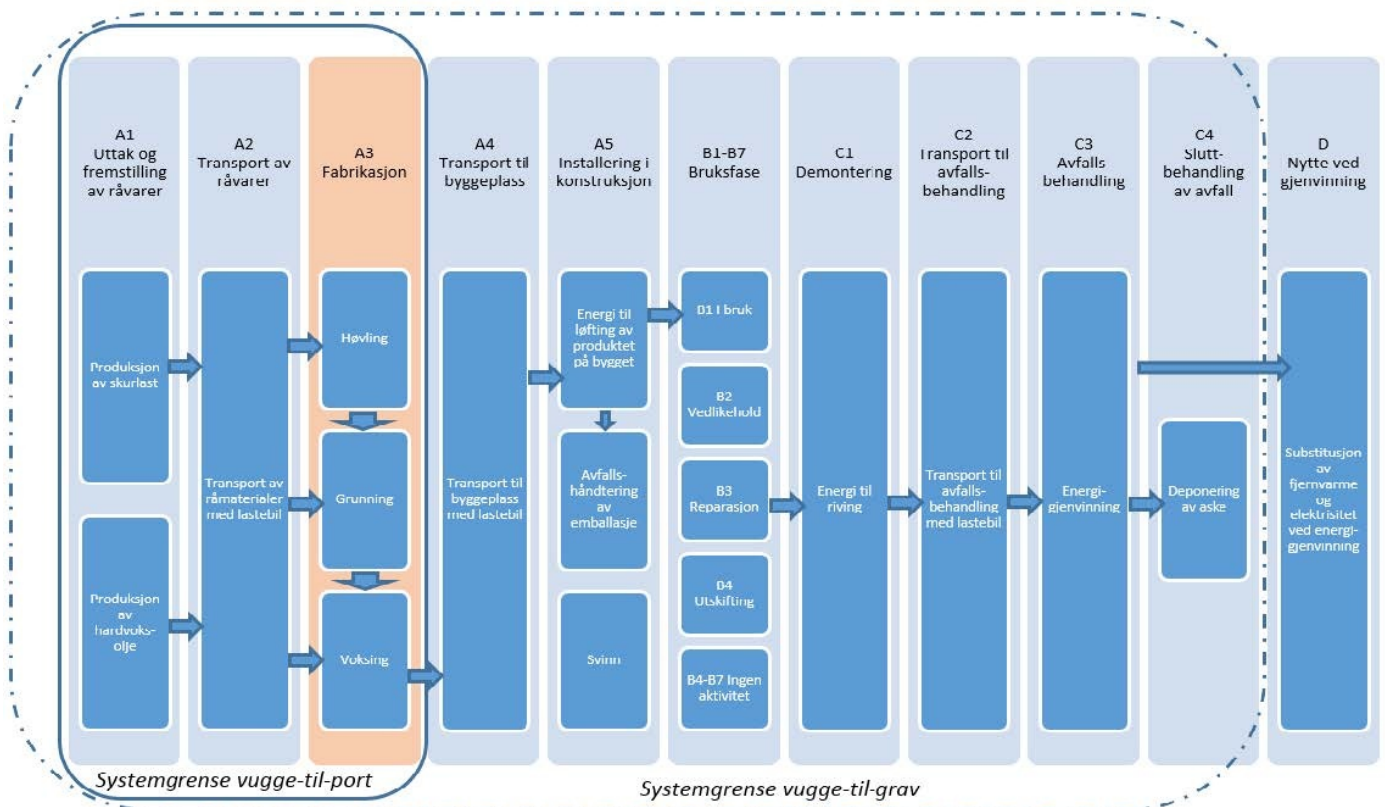 A1
Uttak og
fremstilling
av råvarer
A2
Transport av
råvarer
A3
Fabrikasjon
A4
Transport til
byggeplass
A5
Installering i
konstruksjon
B1-B7
Bruksfase
C1
Demontering
C2
Transport til
avfalls-
behandling
C3
Avfalls
behandling
C4
Slutt-
behandling
av avfall
D
Nytte ved
gjenvinning
Produksjon
av skurlast
Produksjon
av
hardvoks-
olje
Transport av
råmaterialer
med lastebil
Høvling
Grunning
Voksing
Transport til
byggeplass
med lastebil
Energi til
løfting av
produktet
på bygget
Avfalls-
håndtering
av
emballasje
Svinn
B1 I bruk
B2
Vedlikehold
B3
Reparasjon
B4
Utskifting
B4-B7 Ingen
aktivitet
Energi til
riving
Transport til
avfalls-
behandling
med lastebil
Energi-
gjenvinning
Deponering
av aske
Substitusjon
av
fjernvarme
og
elektrisitet
ved energi-
gjenvinning
Systemgrense vugge-til-port
Systemgrense vugge-til-grav